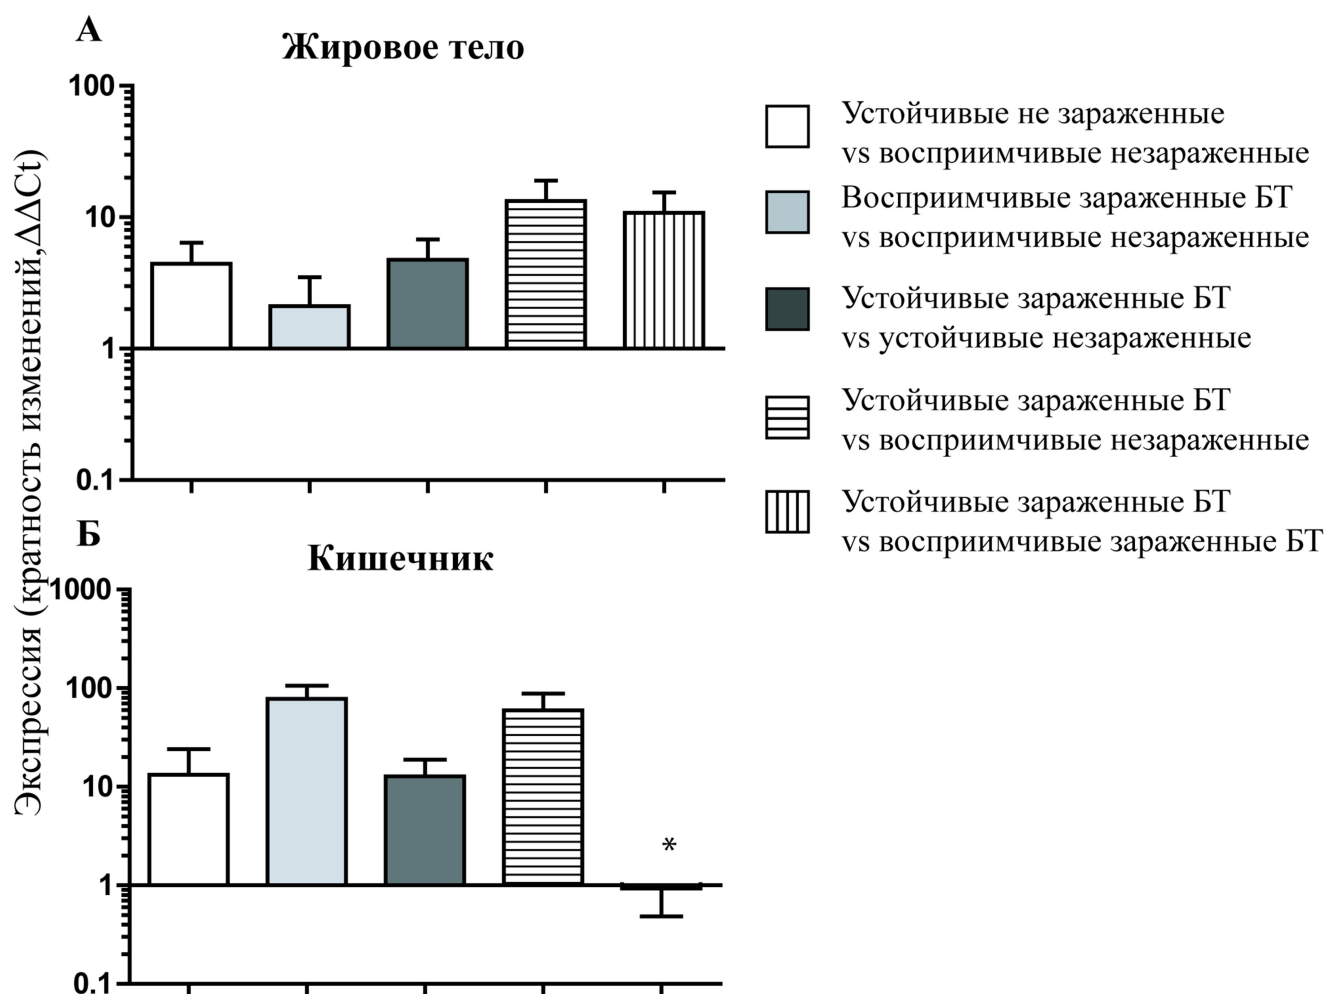 А
Жировое тело
100
10
1
0.1
Экспрессия (кратность изменений,ΔΔCt)
Устойчивые не зараженные
vs восприимчивые незараженные
Восприимчивые зараженные БТ
vs восприимчивые незараженные
Устойчивые зараженные БТ
vs устойчивые незараженные
Устойчивые зараженные БТ
vs восприимчивые незараженные
Устойчивые зараженные БТ
vs восприимчивые зараженные БТ
Б
Кишечник
1000
100
10
1
0.1
*